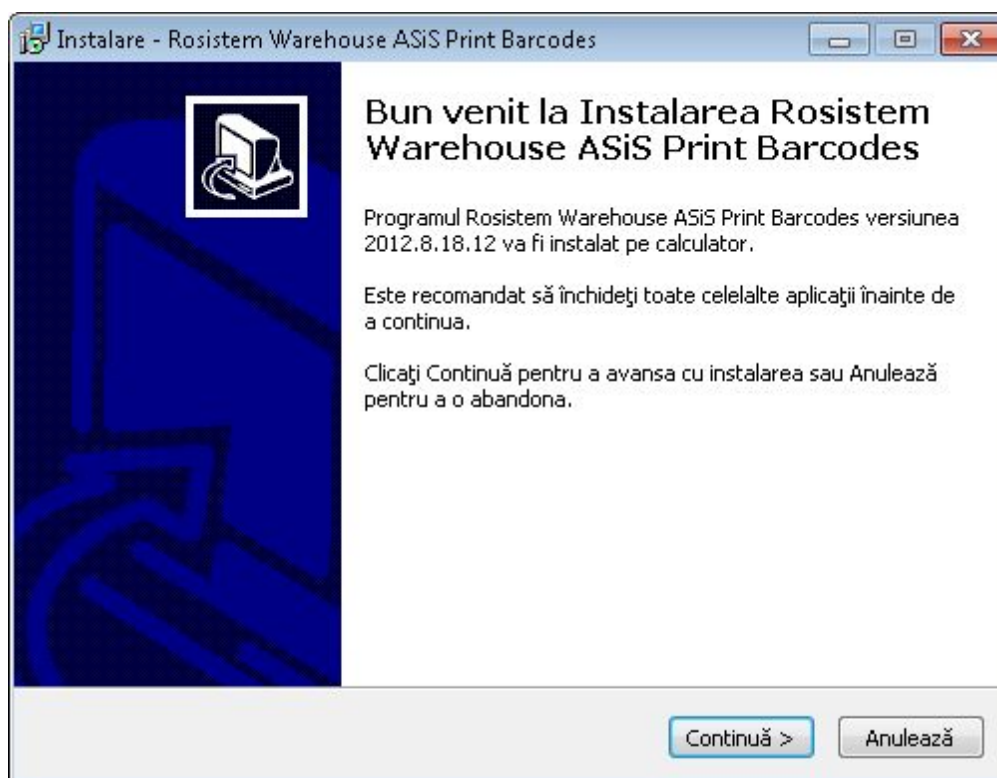 Instalare - Rosistem Warehouse ASiS Print Barcodes
Bun venit la Instalarea Rosistem
Warehouse ASiS Print Barcodes
Programul Rosistem Warehouse ASiS Print Barcodes versiunea
2012.8.18.12 va fi instalat pe calculator.
Este recomandat să închideţi toate celelalte aplicaţii înainte de
a continua.
Clicaţi Continuă pentru a avansa cu instalarea sau Anulează
pentru a o abandona.
Continuă >
Anulează